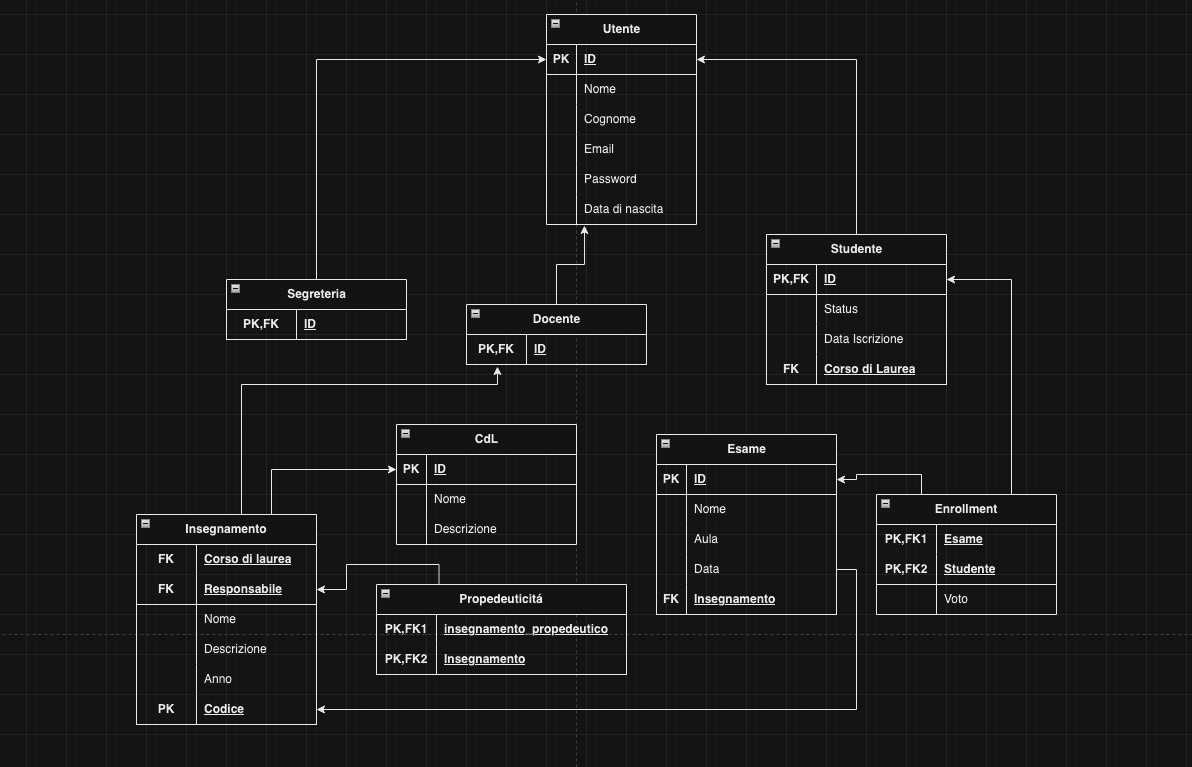 Utente
PK ID
Nome
Cognome
Email
Password
Data di nascita
Studente
PK,FK ID
Status
Data Iscrizione
FK Corso di Laurea
Segreteria
PK,FK ID
Docente
PK,FK ID
CdL
PK ID
Nome
Descrizione
Esame
PK ID
Nome
Aula
Data
FK Insegnamento
Enrollment
PK,FK1 Esame
PK,FK2 Studente
Voto
Insegnamento
FK Corso di laurea
FK Responsabile
Nome
Descrizione
Anno
PK Codice
Propedeuticitá
PK,FK1 insegnamento_propedeutico
PK,FK2 Insegnamento